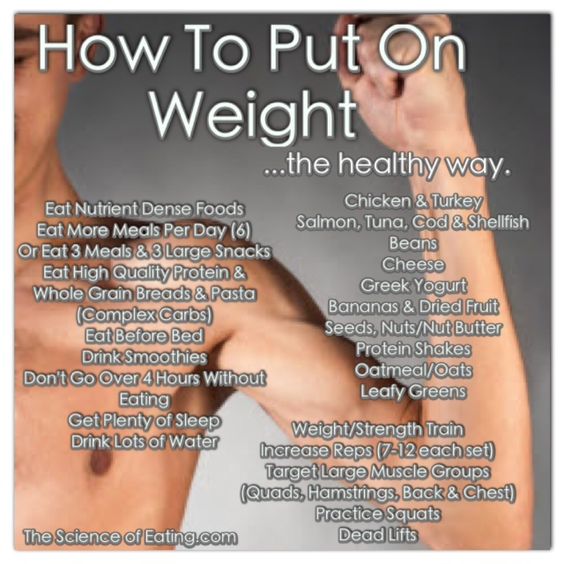 How To Put On
Weight
...the healthy way.
Eat Nutrient Dense Foods
Eat More Meals Per Day (6)
Or Eat 3 Meals & 3 Large Snacks
Eat High Quality Protein &
Whole Grain Breads & Pasta
(Complex Carbs)
Eat Before Bed
Drink Smoothies
Don't Go Over 4 Hours Without
Eating
Get Plenty of Sleep
Drink Lots of Water
Chicken & Turkey
Salmon, Tuna, Cod & Shellfish
Beans
Cheese
Greek Yogurt
Bananas & Dried Fruit
Seeds, Nuts/Nut Butter
Protein Shakes
Oatmeal/Oats
Leafy Greens
Weight/Strength Train
Increase Reps (7-12 each set)
Target Large Muscle Groups
(Quads, Hamstrings, Back & Chest)
Practice Squats
Dead Lifts
The Science of Eating.com